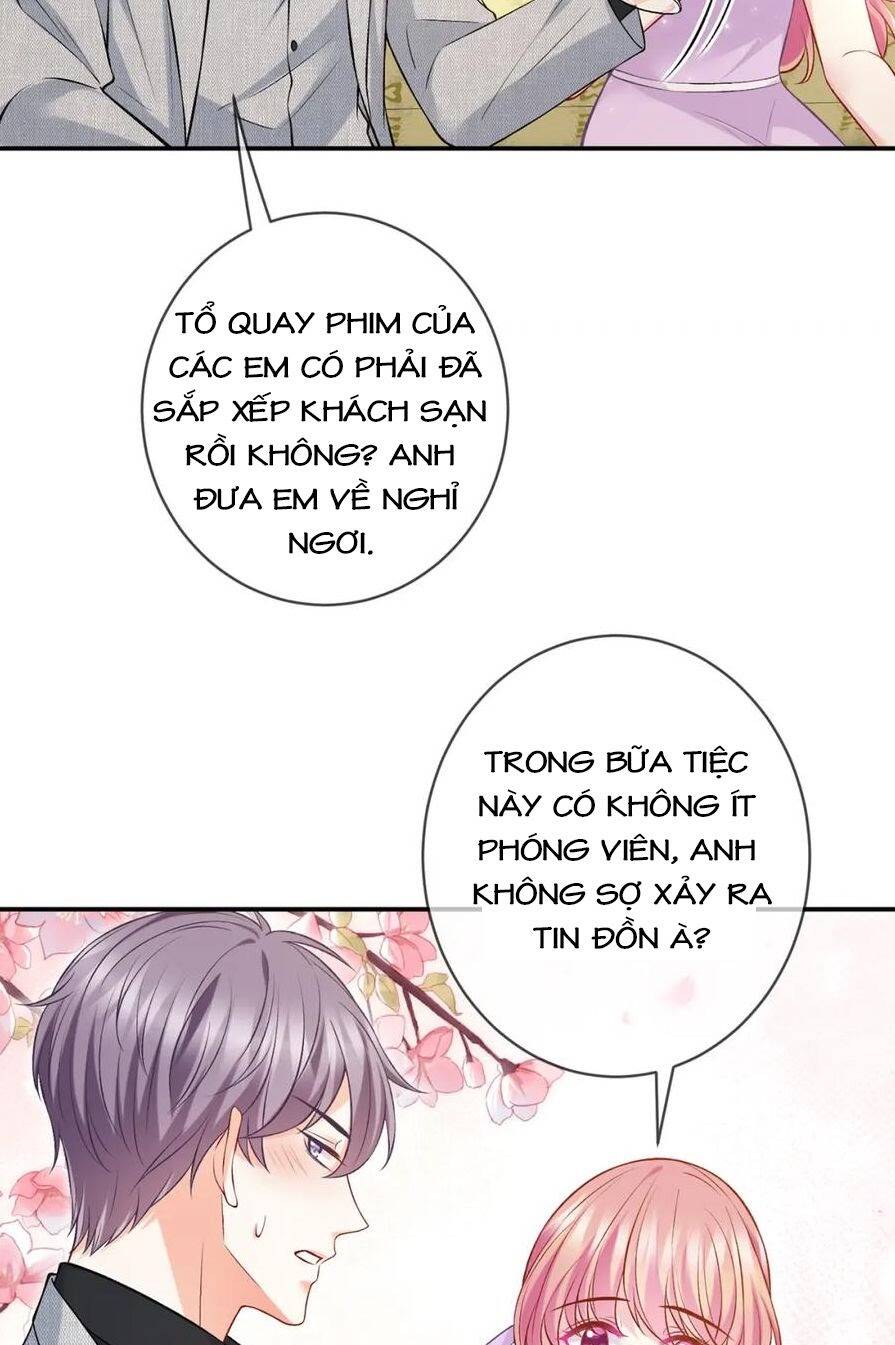 TỔ QUAY PHIM CỦA
CÁC EM CÓ PHẢI ĐÃ
SẮP XẾP KHÁCH SẠN
RỒI KHÔNG? ANH
ĐƯA EM VỀ NGHỈ
NGƠI.
TRONG BỮA TIỆC
NÀY CÓ KHÔNG ÍT
PHÓNG VIÊN, ANH
KHÔNG SỢ XẢY RA
TIN ĐỒN À?